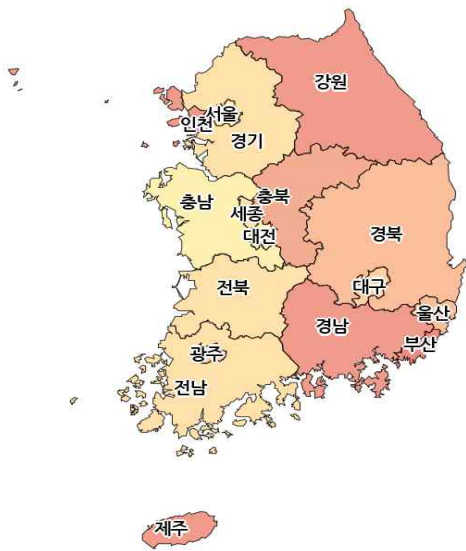 강원
서울
인천
경기
충남
충북
세종
대전
경북
전북
대구
울산
경남
부산
광주
전남
제주